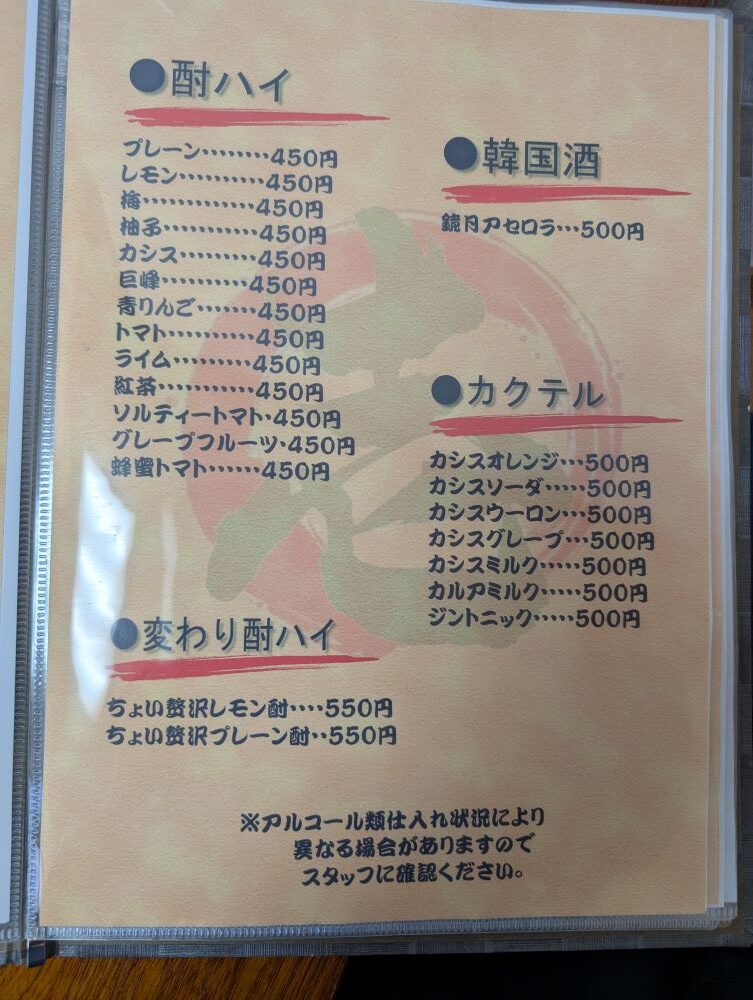 ●酎ハイ
プレーン………450円
レモン…………450円
梅……………450円
柚子…………450円
カシス…………450円
巨峰…………450円
青りんご………450円
トマト…………450円
ライム…………450円
紅茶…………450円
ソルティートマト・450円
グレープフルーツ・450円
蜂蜜トマト……450円
●変わり酎ハイ
ちょい贅沢レモン酎‥‥‥550円
ちょい贅沢プレーン酎‥550円
●韓国酒
鏡月アセロラ…500円
●カクテル
カシスオレンジ…500円
カシスソーダ……500円
カシスウーロン…500円
カシスグレープ…500円
カシスミルク……500円
カルアミルク……500円
ジントニック……500円
※アルコール類仕入れ状況により
異なる場合がありますので
スタッフに確認ください。